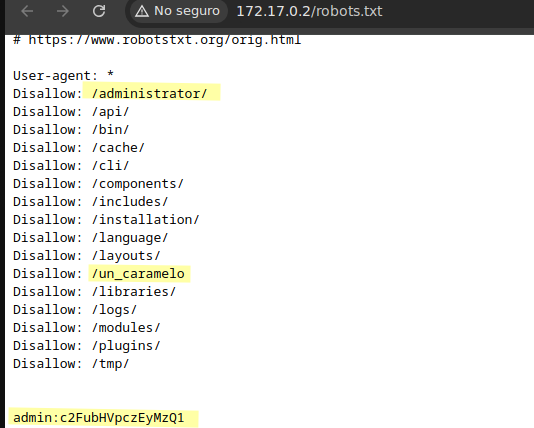 No seguro
172.17.0.2/robots.txt
# https://www.robotstxt.org/orig.html
User-agent: *
Disallow: /administrator/
Disallow: /api/
Disallow: /bin/
Disallow: /cache/
Disallow: /cli/
Disallow: /components/
Disallow: /includes/
Disallow: /installation/
Disallow: /language/
Disallow: /layouts/
Disallow: /un_caramelo
Disallow: /libraries/
Disallow: /logs/
Disallow: /modules/
Disallow: /plugins/
Disallow: /tmp/
admin:c2FubHVpczEyMzQ1